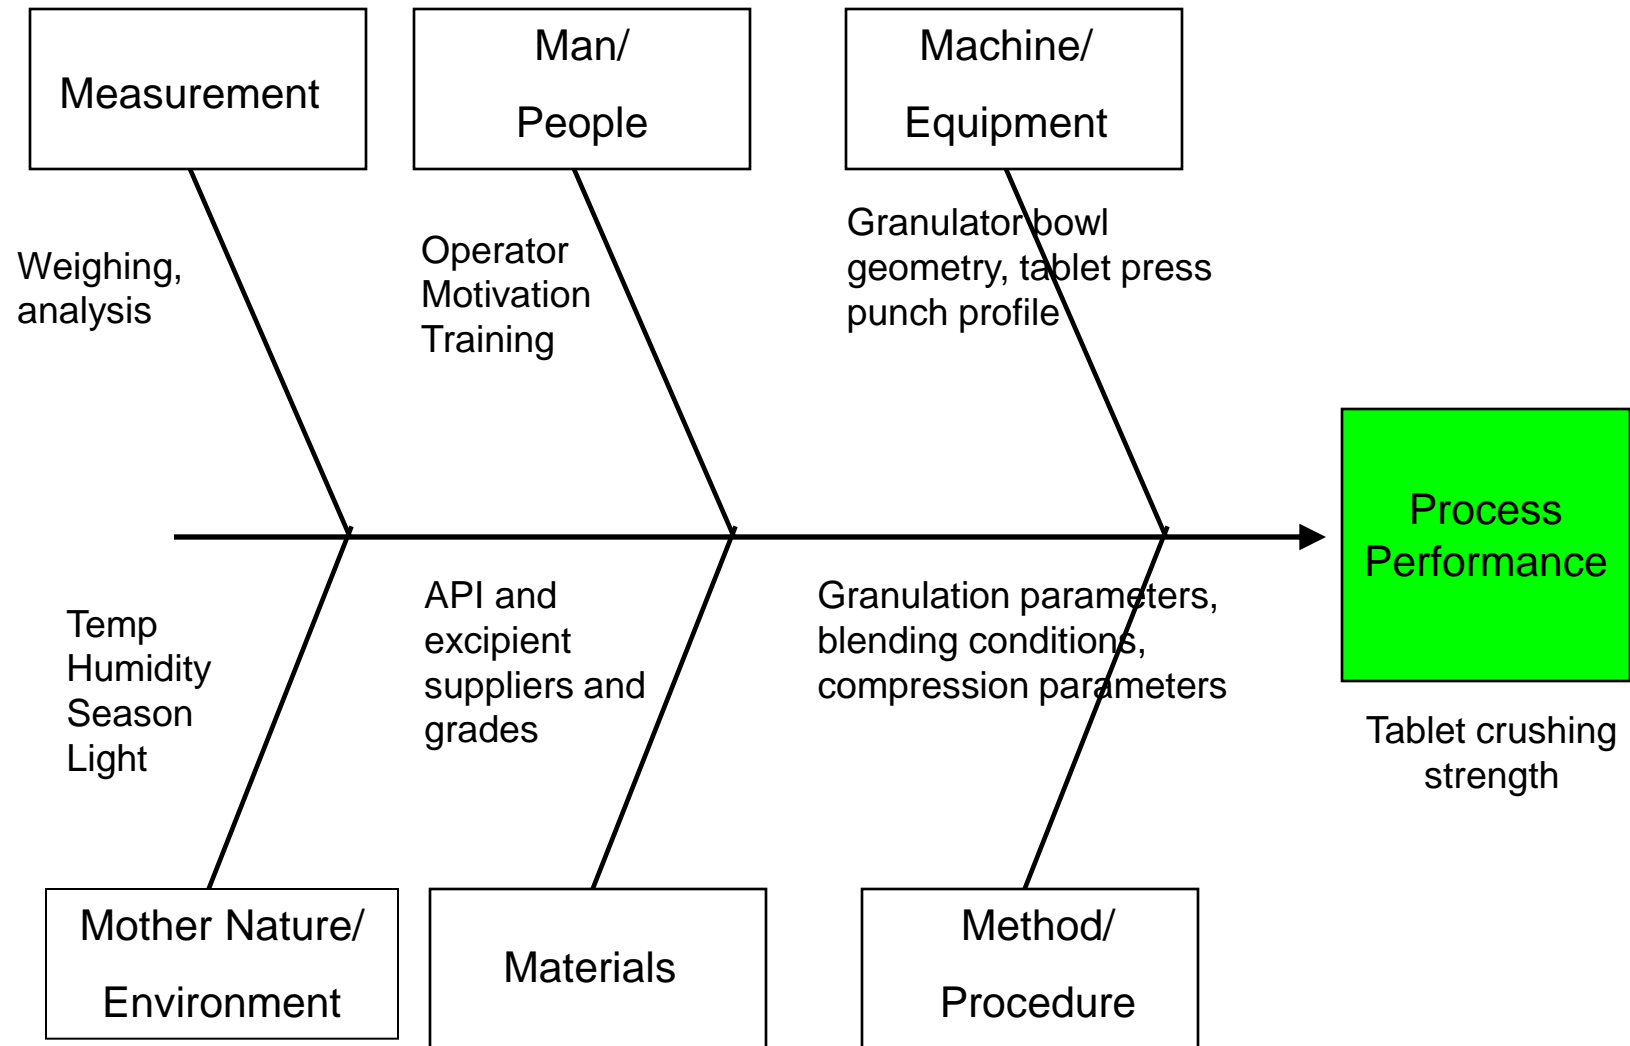 Measurement
Man/
People
Machine/
Equipment
Weighing,
analysis
Operator
Motivation
Training
Granulator bowl
geometry, tablet press
punch profile
Process
Performance
Tablet crushing
strength
Temp
Humidity
Season
Light
API and
excipient
suppliers and
grades
Granulation parameters,
blending conditions,
compression parameters
Mother Nature/
Environment
Materials
Method/
Procedure